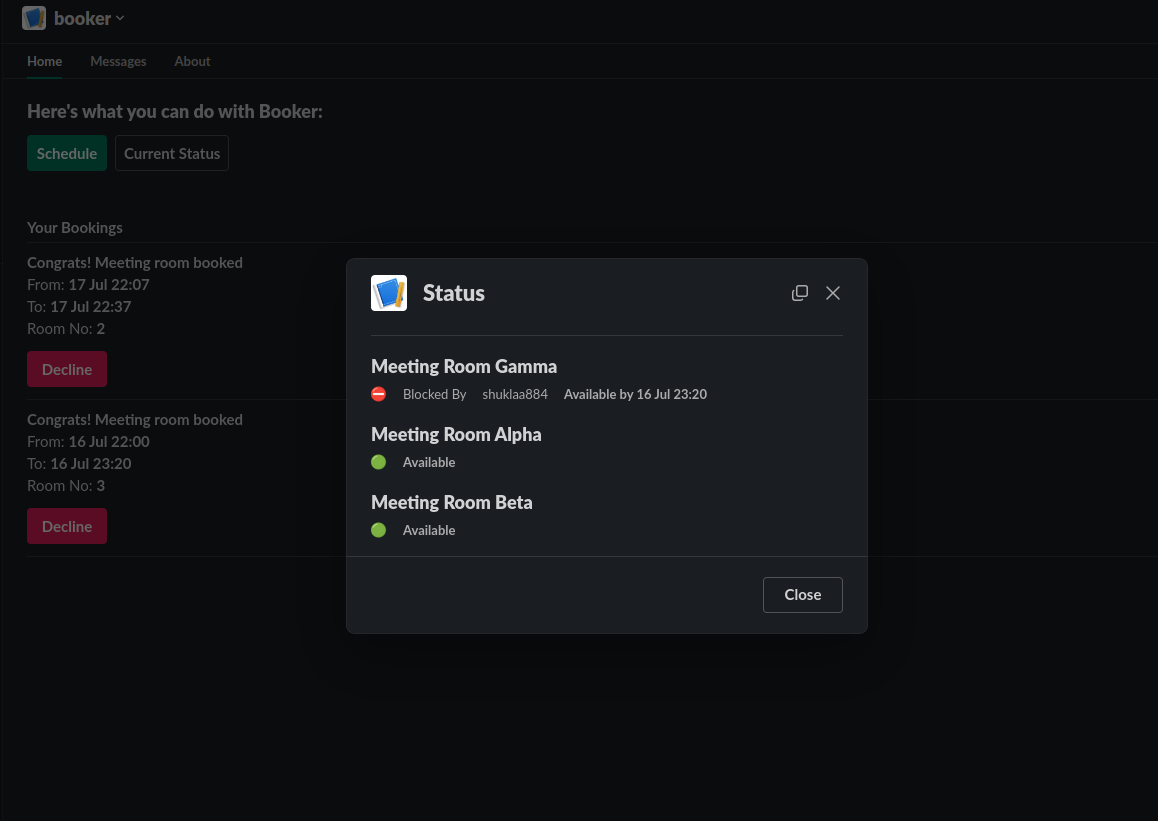 booker
Home Messages About
Here's what you can do with Booker:
Schedule Current Status
Your Bookings
Congrats! Meeting room booked
From: 17 Jul 22:07
To: 17 Jul 22:37
Room No: 2
Decline
Congrats! Meeting room booked
From: 16 Jul 22:00
To: 16 Jul 23:20
Room No: 3
Decline
Status
Meeting Room Gamma
Blocked By shuklaa884 Available by 16 Jul 23:20
Meeting Room Alpha
Available
Meeting Room Beta
Available
Close